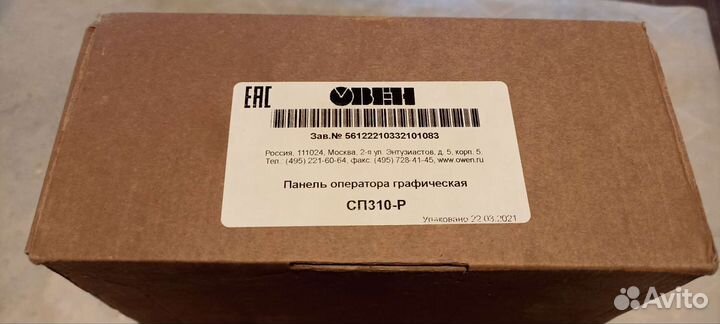 EAC
ОВЕН
Зав.№ 56122210332101083
Россия, 111024, Москва, 2-я ул. Энтузиастов, д. 5, корп. 5.
Тел.: (495) 221-60-64, факс: (495) 728-41-45, www.owen.ru
Панель оператора графическая
СП310-Р
Упаковано 22.03.2021
Avito